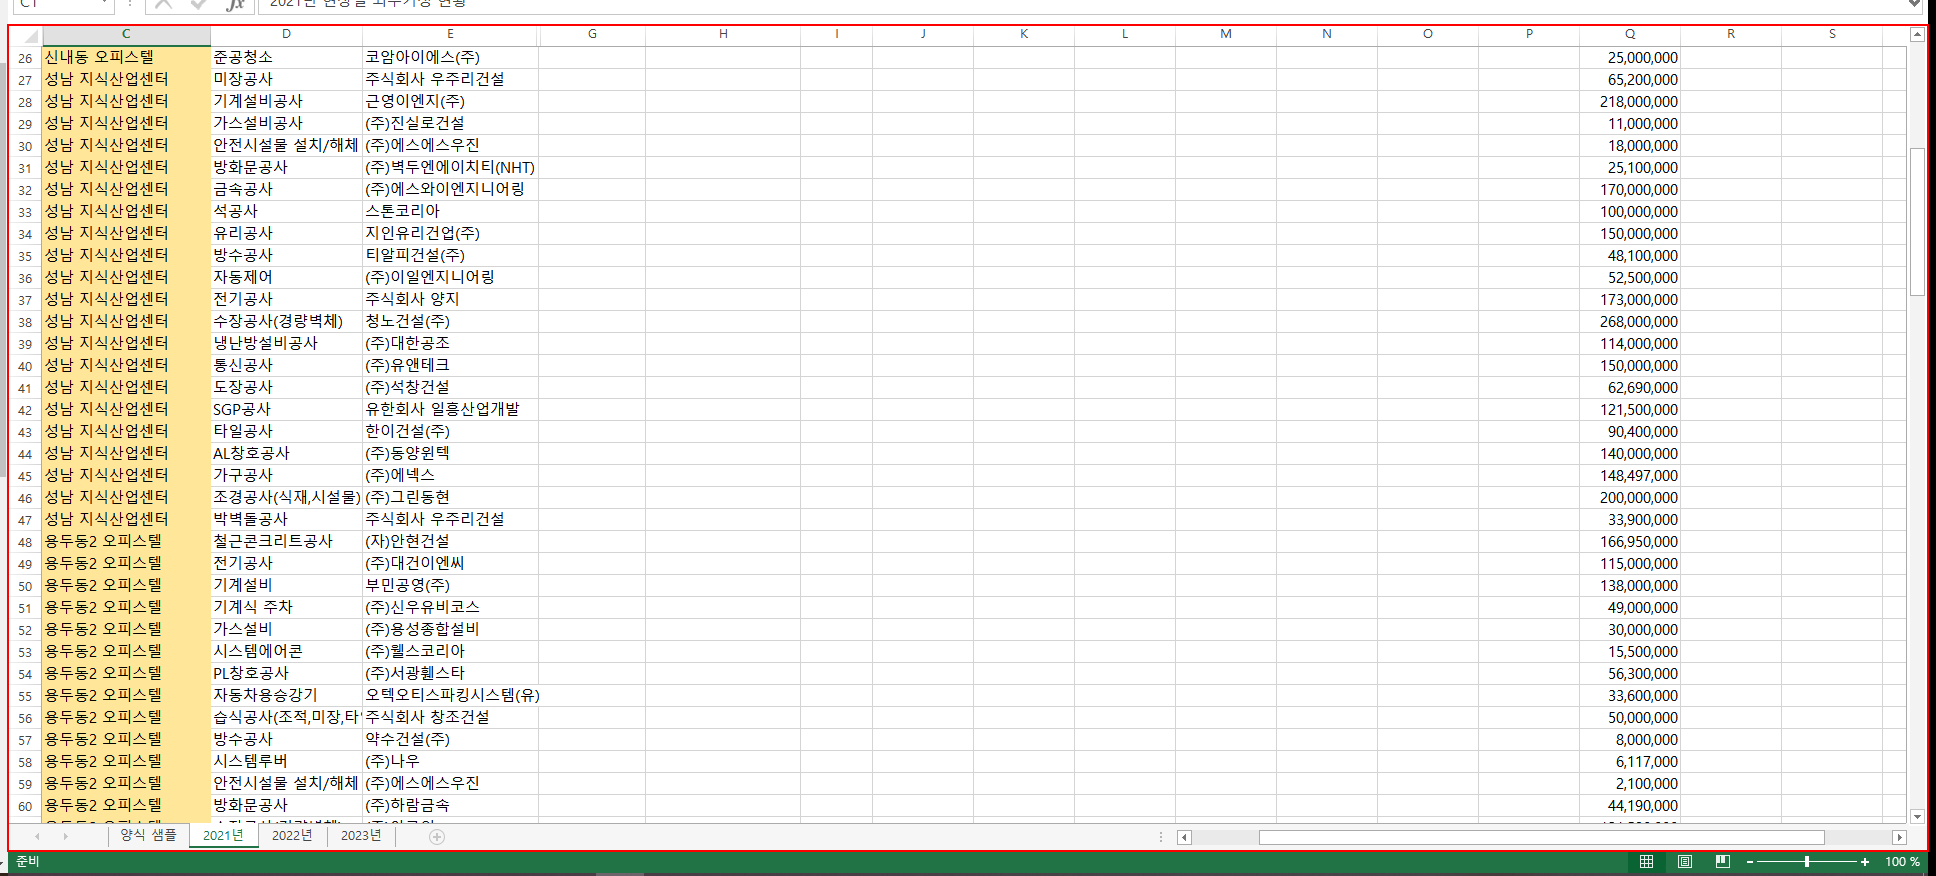 C1 fx 2021년 현장별 외주기성 현황
C D E G H I J K L M N O P Q R S
26 신내동 오피스텔 준공청소 코암아이에스(주) 25,000,000
27 성남 지식산업센터 미장공사 주식회사 우주리건설 65,200,000
28 성남 지식산업센터 기계설비공사 근영이엔지(주) 218,000,000
29 성남 지식산업센터 가스설비공사 (주)진실로건설 11,000,000
30 성남 지식산업센터 안전시설물 설치/해체 (주)에스에스우진 18,000,000
31 성남 지식산업센터 방화문공사 (주)벽두엔에이치티(NHT) 25,100,000
32 성남 지식산업센터 금속공사 (주)에스와이엔지니어링 170,000,000
33 성남 지식산업센터 석공사 스톤코리아 100,000,000
34 성남 지식산업센터 유리공사 지인유리건업(주) 150,000,000
35 성남 지식산업센터 방수공사 티알피건설(주) 48,100,000
36 성남 지식산업센터 자동제어 (주)이일엔지니어링 52,500,000
37 성남 지식산업센터 전기공사 주식회사 양지 173,000,000
38 성남 지식산업센터 수장공사(경량벽체) 청노건설(주) 268,000,000
39 성남 지식산업센터 냉난방설비공사 (주)대한공조 114,000,000
40 성남 지식산업센터 통신공사 (주)유앤테크 150,000,000
41 성남 지식산업센터 도장공사 (주)석창건설 62,690,000
42 성남 지식산업센터 SGP공사 유한회사 일흥산업개발 121,500,000
43 성남 지식산업센터 타일공사 한이건설(주) 90,400,000
44 성남 지식산업센터 AL창호공사 (주)동양윈텍 140,000,000
45 성남 지식산업센터 가구공사 (주)에넥스 148,497,000
46 성남 지식산업센터 조경공사(식재,시설물) (주)그린동현 200,000,000
47 성남 지식산업센터 박벽돌공사 주식회사 우주리건설 33,900,000
48 용두동2 오피스텔 철근콘크리트공사 (자)안현건설 166,950,000
49 용두동2 오피스텔 전기공사 (주)대건이엔씨 115,000,000
50 용두동2 오피스텔 기계설비 부민공영(주) 138,000,000
51 용두동2 오피스텔 기계식 주차 (주)신우유비코스 49,000,000
52 용두동2 오피스텔 가스설비 (주)용성종합설비 30,000,000
53 용두동2 오피스텔 시스템에어콘 (주)웰스코리아 15,500,000
54 용두동2 오피스텔 PL창호공사 (주)서광휄스타 56,300,000
55 용두동2 오피스텔 자동차용승강기 오텍오티스파킹시스템(유) 33,600,000
56 용두동2 오피스텔 습식공사(조적,미장,타 주식회사 창조건설 50,000,000
57 용두동2 오피스텔 방수공사 약수건설(주) 8,000,000
58 용두동2 오피스텔 시스템루버 (주)나우 6,117,000
59 용두동2 오피스텔 안전시설물 설치/해체 (주)에스에스우진 2,100,000
60 용두동2 오피스텔 방화문공사 (주)하람금속 44,190,000
양식 샘플 2021년 2022년 2023년
준비 100 %